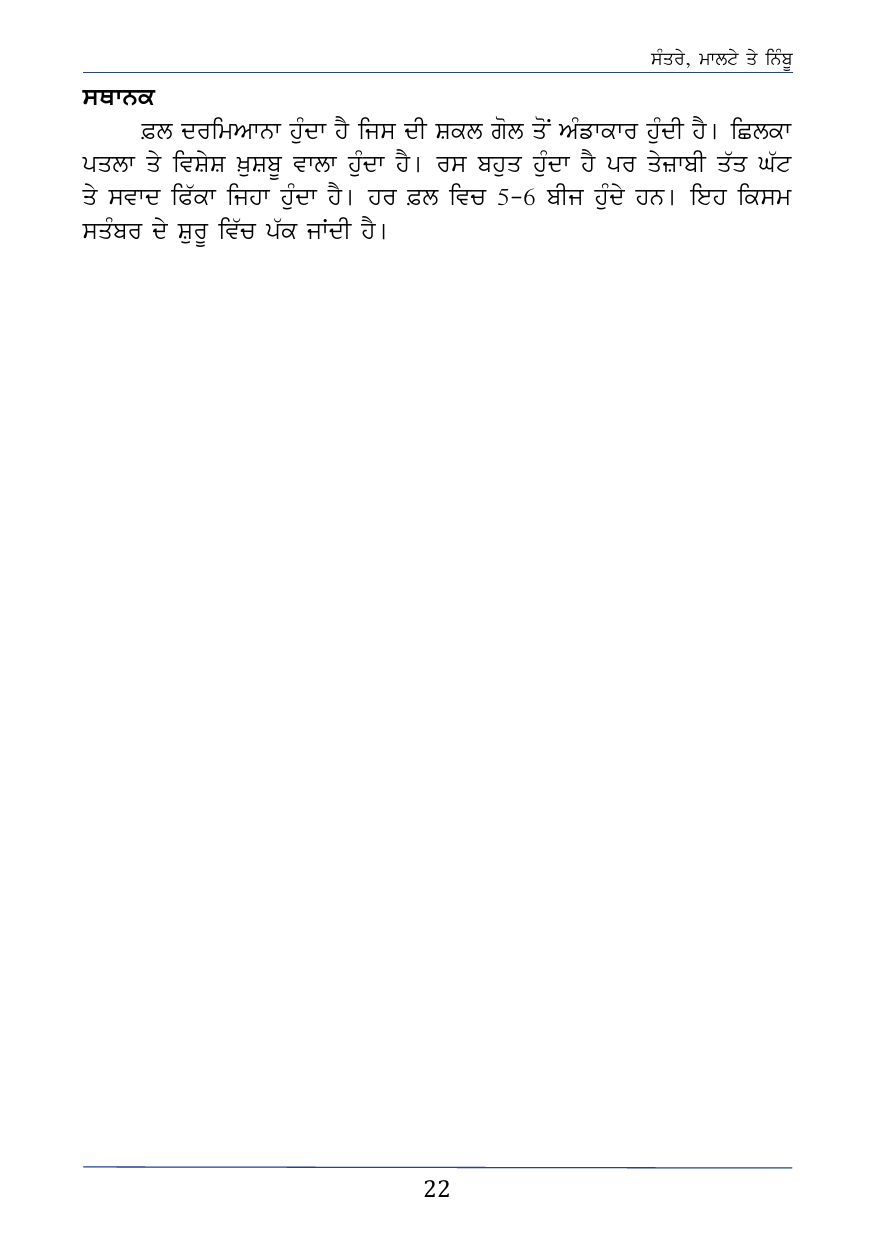 ਸੰਤਰੇ, ਮਾਲਟੇ ਤੇ ਨਿੰਬੂ
ਸਥਾਨਕ
ਫ਼ਲ ਦਰਮਿਆਨਾ ਹੁੰਦਾ ਹੈ ਜਿਸ ਦੀ ਸ਼ਕਲ ਗੋਲ ਤੋਂ ਅੰਡਾਕਾਰ ਹੁੰਦੀ ਹੈ। ਛਿਲਕਾ
ਪਤਲਾ ਤੇ ਵਿਸ਼ੇਸ਼ ਖ਼ੁਸ਼ਬੂ ਵਾਲਾ ਹੁੰਦਾ ਹੈ। ਰਸ ਬਹੁਤ ਹੁੰਦਾ ਹੈ ਪਰ ਤੇਜ਼ਾਬੀ ਤੱਤ ਘੱਟ
ਤੇ ਸਵਾਦ ਫਿੱਕਾ ਜਿਹਾ ਹੁੰਦਾ ਹੈ। ਹਰ ਫ਼ਲ ਵਿਚ 5-6 ਬੀਜ ਹੁੰਦੇ ਹਨ। ਇਹ ਕਿਸਮ
ਸਤੰਬਰ ਦੇ ਸ਼ੁਰੂ ਵਿੱਚ ਪੱਕ ਜਾਂਦੀ ਹੈ।
22